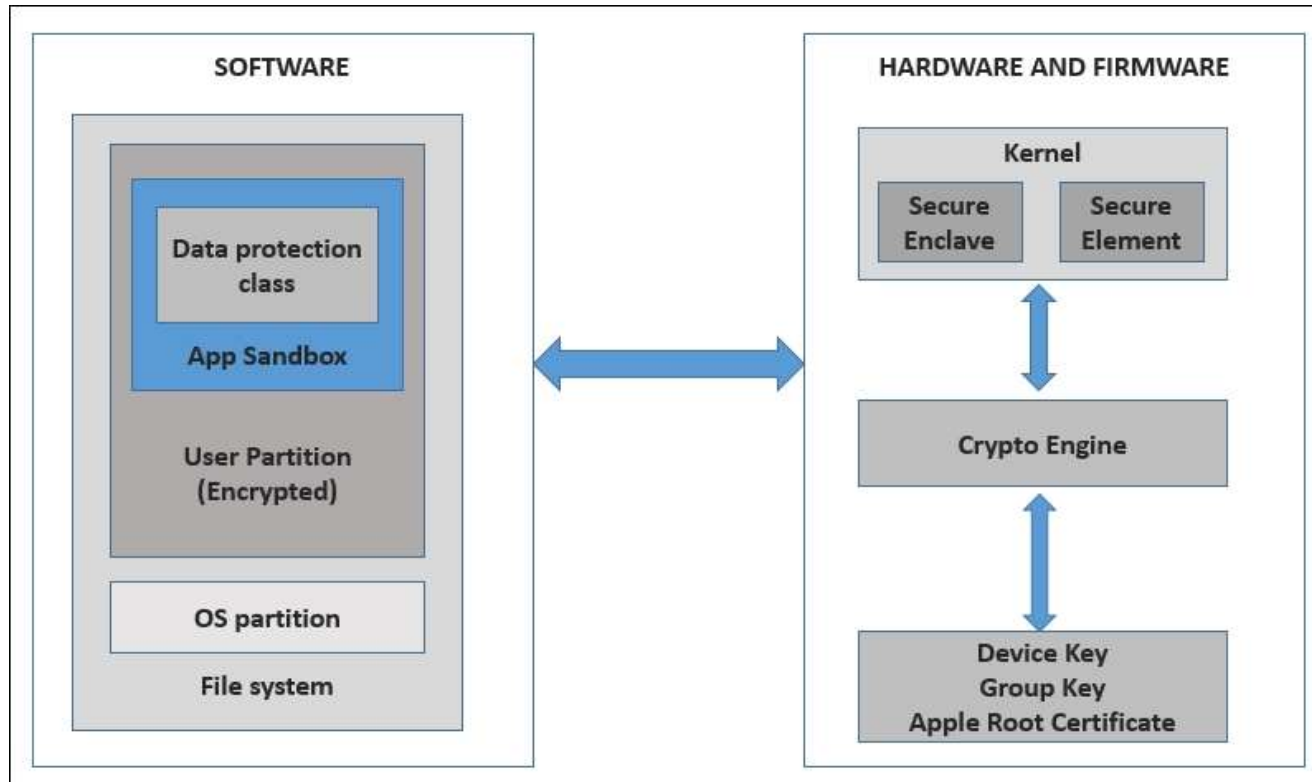 SOFTWARE
Data protection
class
App Sandbox
User Partition
(Encrypted)
OS partition
File system
HARDWARE AND FIRMWARE
Kernel
Secure
Enclave
Secure
Element
Crypto Engine
Device Key
Group Key
Apple Root Certificate